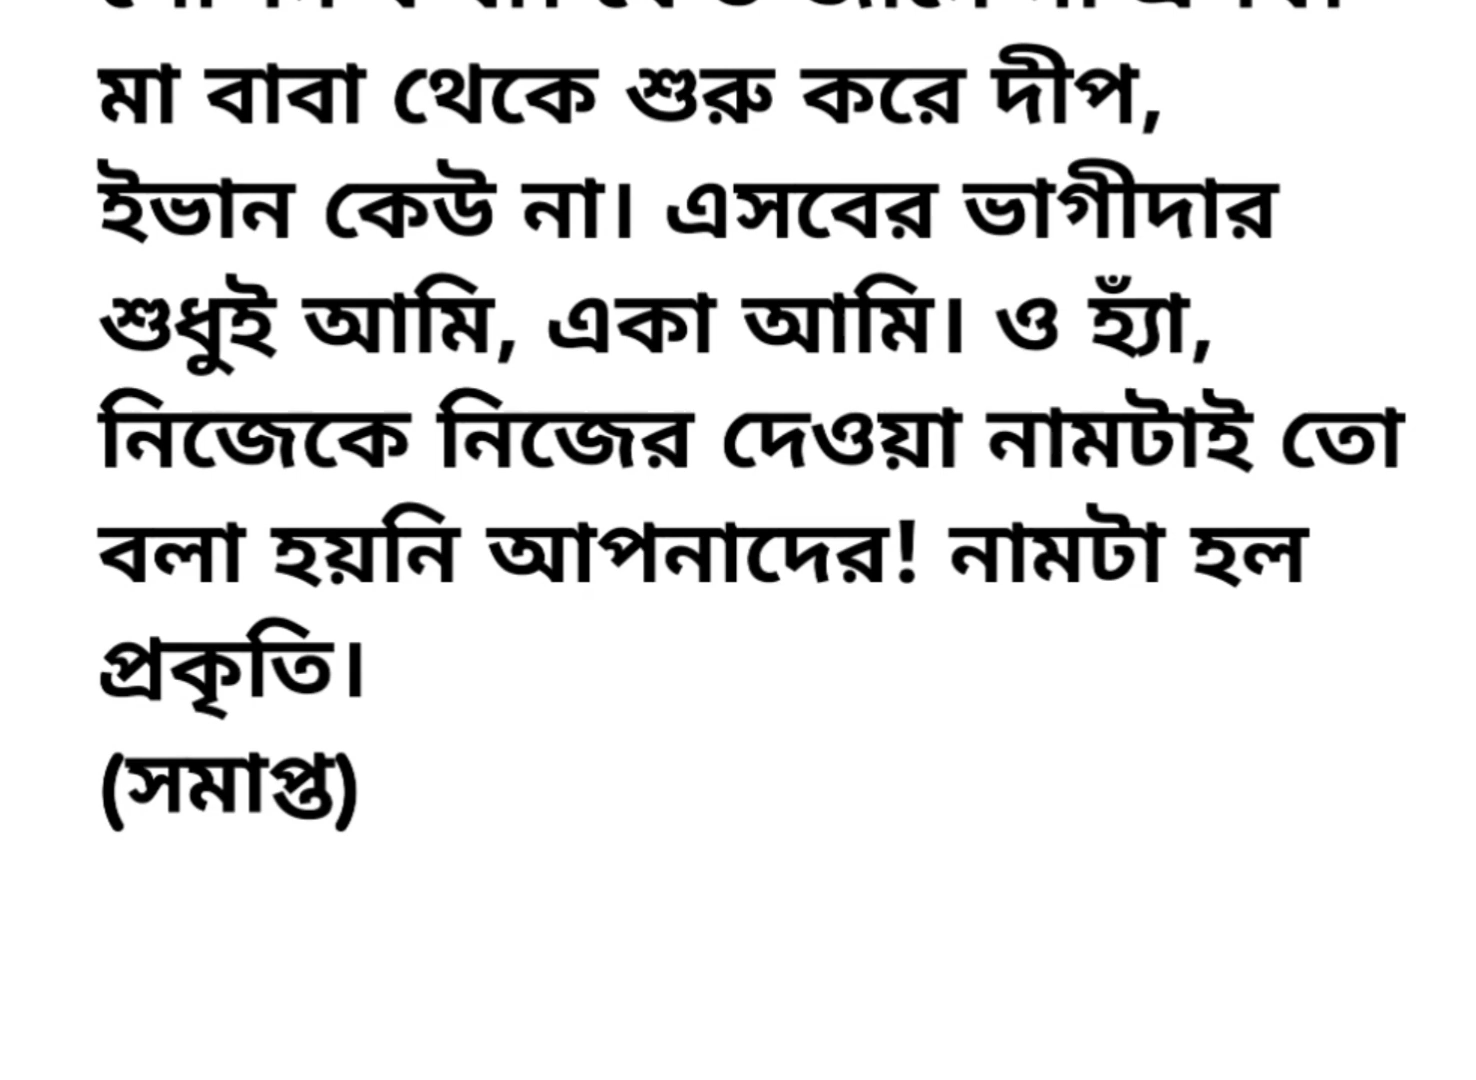 মা বাবা থেকে শুরু করে দীপ,
ইভান কেউ না। এসবের ভাগীদার
শুধুই আমি, একা আমি। ও হ্যাঁ,
নিজেকে নিজের দেওয়া নামটাই তো
বলা হয়নি আপনাদের! নামটা হল
প্রকৃতি।
(সমাপ্ত)